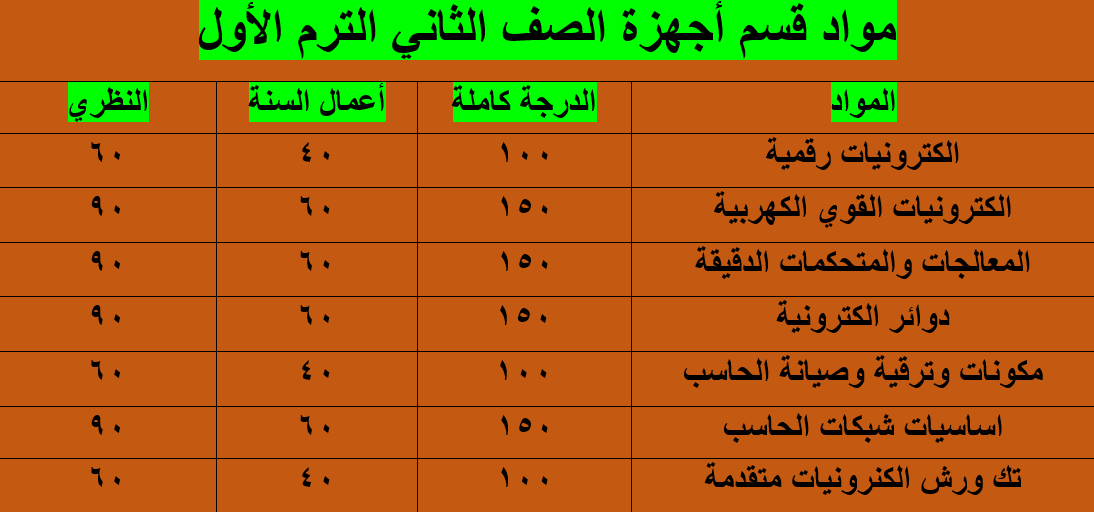 مواد قسم أجهزة الصف الثاني الترم الأول
المواد الدرجة كاملة أعمال السنة النظري
الكترونيات رقمية ١٠٠ ٤٠ ٦٠
الكترونيات القوي الكهربية ١٥٠ ٦٠ ٩٠
المعالجات والمتحكمات الدقيقة ١٥٠ ٦٠ ٩٠
دوائر الكترونية ١٥٠ ٦٠ ٩٠
مكونات وترقية وصيانة الحاسب ١٠٠ ٤٠ ٦٠
اساسيات شبكات الحاسب ١٥٠ ٦٠ ٩٠
تك ورش الكنرونيات متقدمة ١٠٠ ٤٠ ٦٠